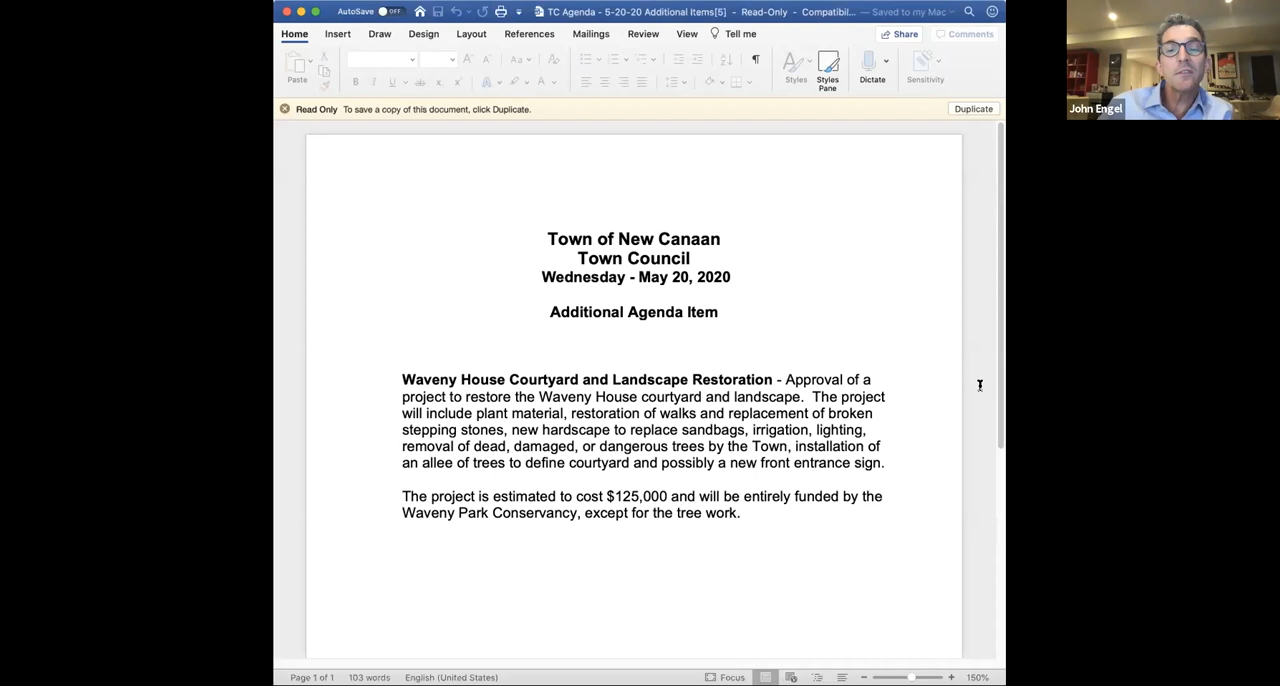 AutoSave OFF TC Agenda - 5-20-20 Additional Items[5] - Read-Only - Compatibil... — Saved to my Mac
Home Insert Draw Design Layout References Mailings Review View Tell me Share Comments
Paste Styles Styles Pane Dictate Sensitivity
Read Only To save a copy of this document, click Duplicate. Duplicate
John Engel
Town of New Canaan
Town Council
Wednesday - May 20, 2020
Additional Agenda Item
Waveny House Courtyard and Landscape Restoration - Approval of a
project to restore the Waveny House courtyard and landscape. The project
will include plant material, restoration of walks and replacement of broken
stepping stones, new hardscape to replace sandbags, irrigation, lighting,
removal of dead, damaged, or dangerous trees by the Town, installation of
an allee of trees to define courtyard and possibly a new front entrance sign.
The project is estimated to cost $125,000 and will be entirely funded by the
Waveny Park Conservancy, except for the tree work.
Page 1 of 1 103 words English (United States) Focus 150%